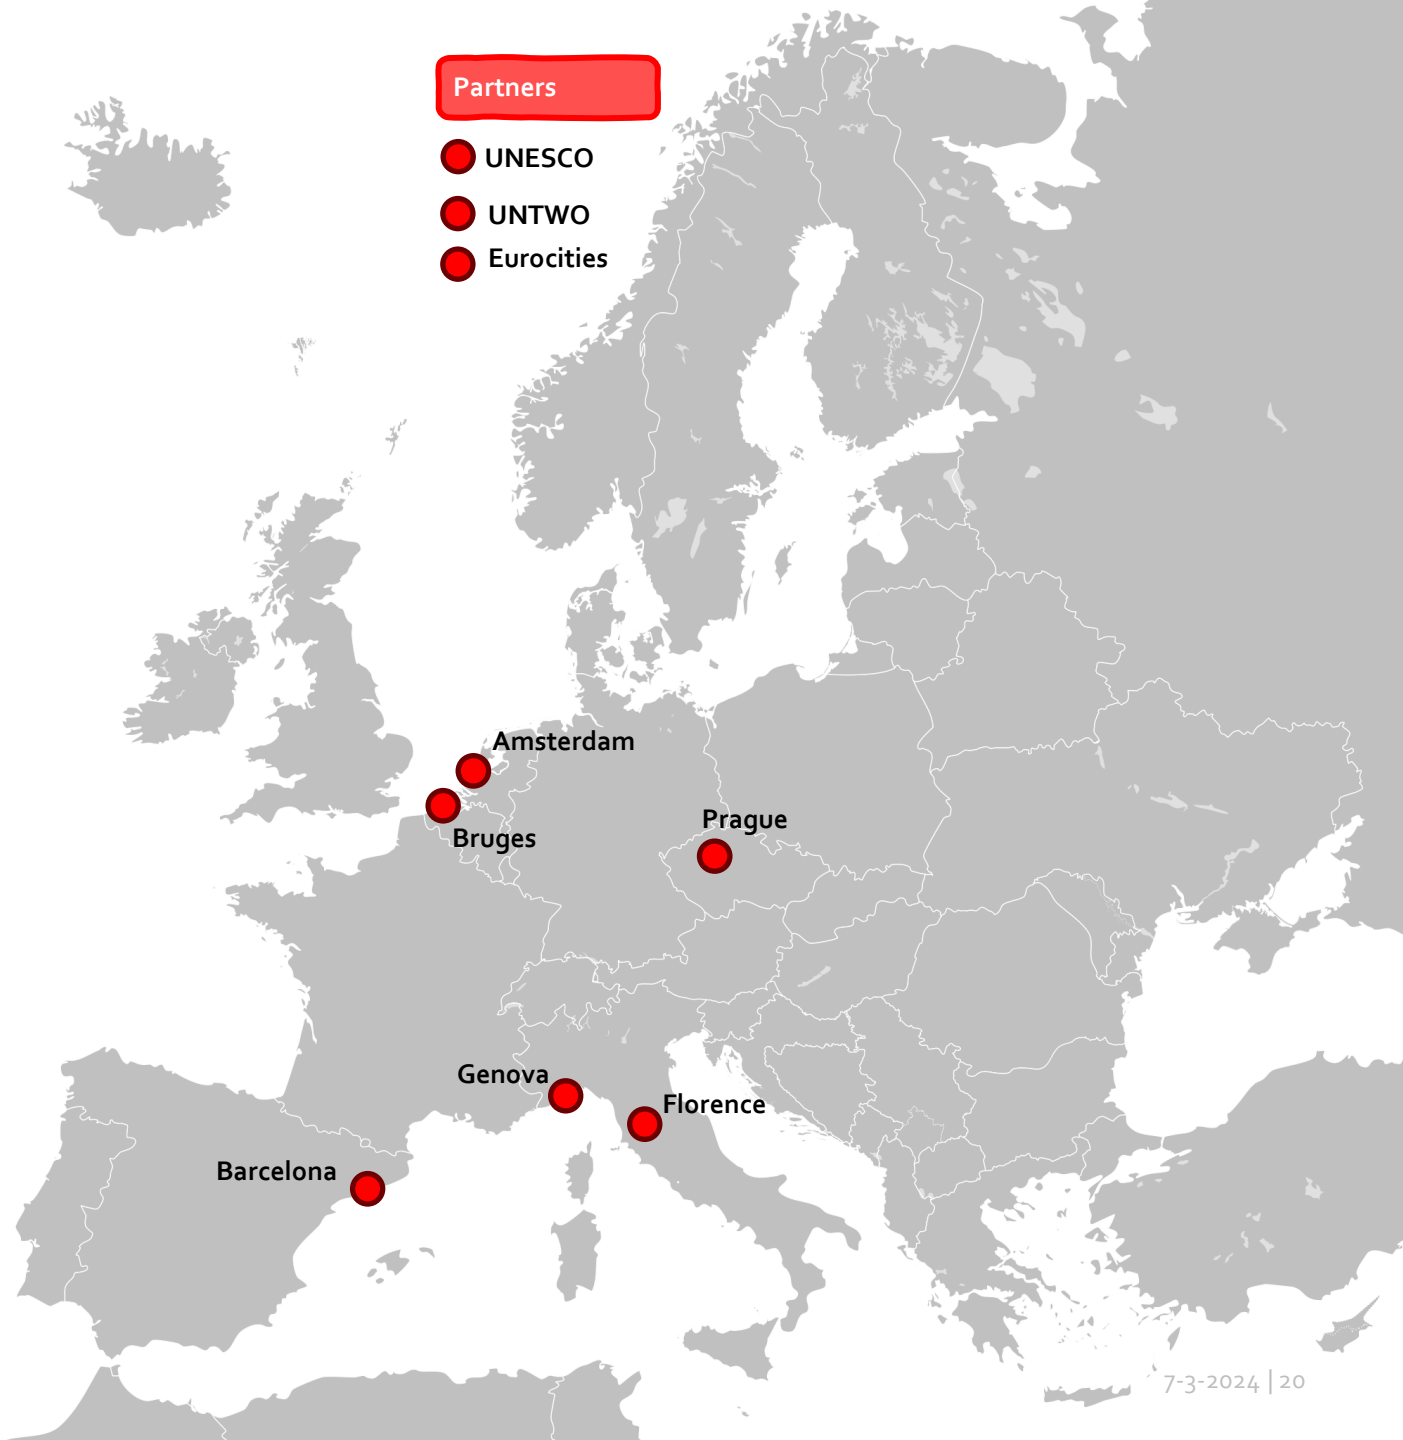 Partners
UNESCO
UNTWO
Eurocities
Amsterdam
Bruges
Prague
Genova
Florence
Barcelona
7-3-2024 | 20